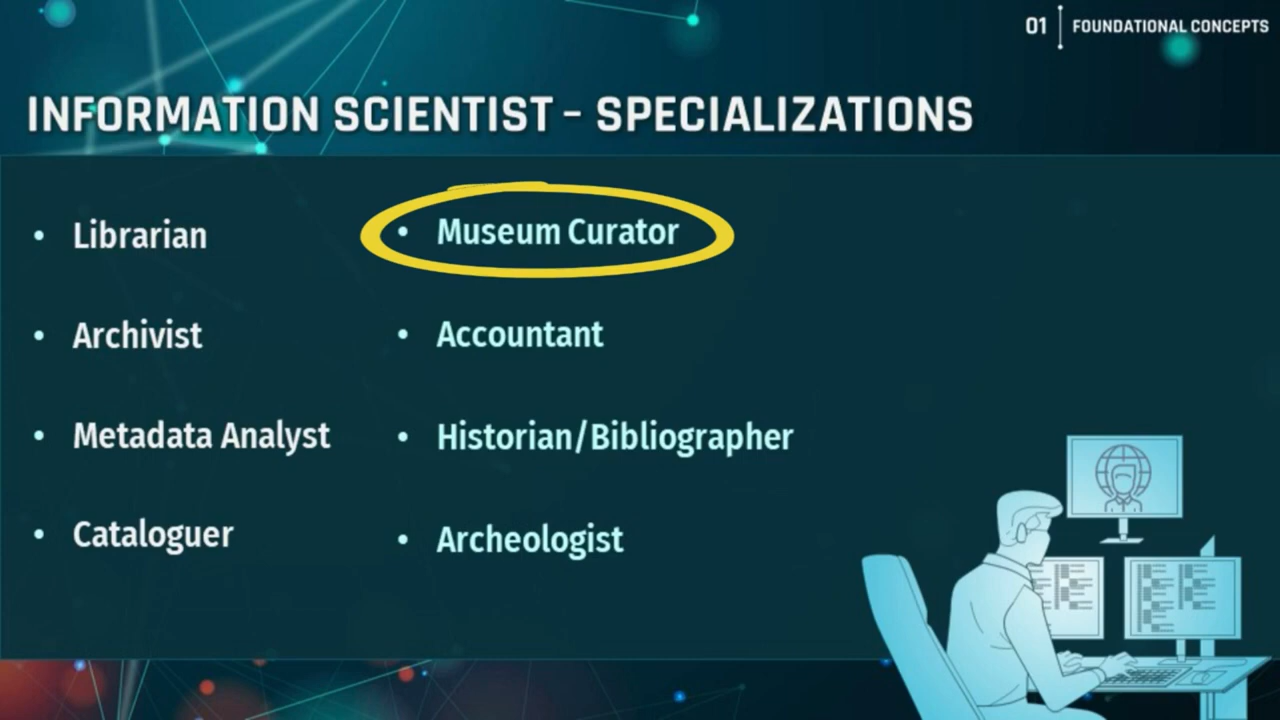 01 FOUNDATIONAL CONCEPTS
INFORMATION SCIENTIST – SPECIALIZATIONS
• Librarian
• Archivist
• Metadata Analyst
• Cataloguer
• Museum Curator
• Accountant
• Historian/Bibliographer
• Archeologist